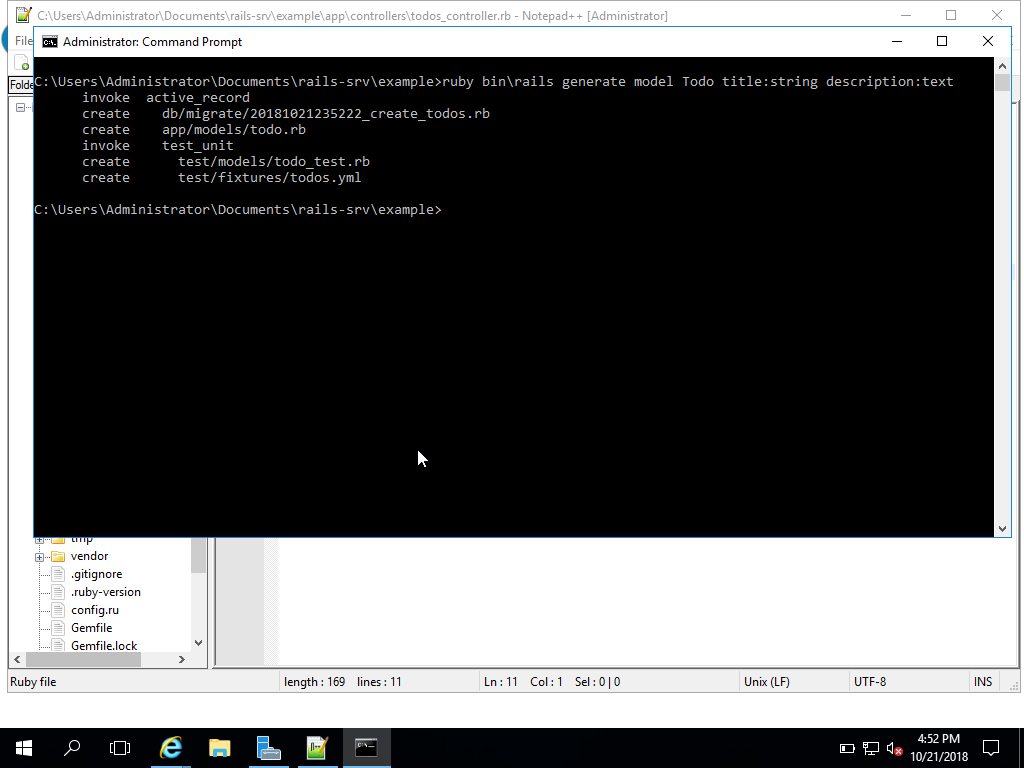 C:\Users\Administrator\Documents\rails-srv\example\app\controllers\todos_controller.rb - Notepad++ [Administrator]
File
Administrator: Command Prompt
Folde
C:\Users\Administrator\Documents\rails-srv\example>ruby bin\rails generate model Todo title:string description:text
invoke  active_record
create    db/migrate/20181021235222_create_todos.rb
create    app/models/todo.rb
invoke    test_unit
create      test/models/todo_test.rb
create      test/fixtures/todos.yml
C:\Users\Administrator\Documents\rails-srv\example>
tmp
vendor
.gitignore
.ruby-version
config.ru
Gemfile
Gemfile.lock
Ruby file length : 169 lines : 11 Ln : 11 Col : 1 Sel : 0 | 0 Unix (LF) UTF-8 INS
4:52 PM
10/21/2018